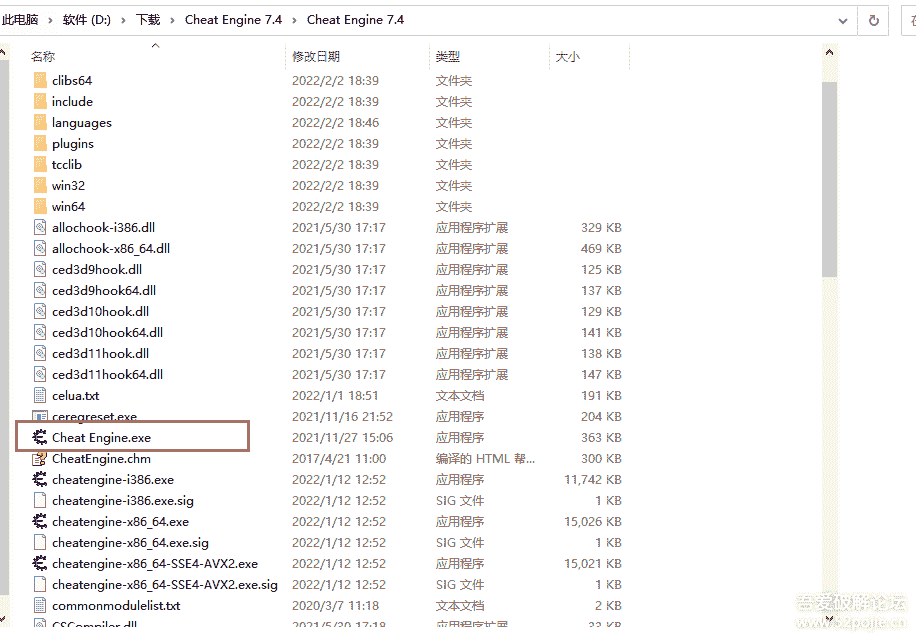 此电脑 › 软件 (D:) › 下载 › Cheat Engine 7.4 › Cheat Engine 7.4
名称 修改日期 类型 大小
clibs64 2022/2/2 18:39 文件夹
include 2022/2/2 18:39 文件夹
languages 2022/2/2 18:46 文件夹
plugins 2022/2/2 18:39 文件夹
tcclib 2022/2/2 18:39 文件夹
win32 2022/2/2 18:39 文件夹
win64 2022/2/2 18:39 文件夹
allochook-i386.dll 2021/5/30 17:17 应用程序扩展 329 KB
allochook-x86_64.dll 2021/5/30 17:17 应用程序扩展 469 KB
ced3d9hook.dll 2021/5/30 17:17 应用程序扩展 125 KB
ced3d9hook64.dll 2021/5/30 17:17 应用程序扩展 137 KB
ced3d10hook.dll 2021/5/30 17:17 应用程序扩展 129 KB
ced3d10hook64.dll 2021/5/30 17:17 应用程序扩展 141 KB
ced3d11hook.dll 2021/5/30 17:17 应用程序扩展 138 KB
ced3d11hook64.dll 2021/5/30 17:17 应用程序扩展 147 KB
celua.txt 2022/1/1 18:51 文本文档 191 KB
ceregreset.exe 2021/11/16 21:52 应用程序 204 KB
Cheat Engine.exe 2021/11/27 15:06 应用程序 363 KB
CheatEngine.chm 2017/4/21 11:00 编译的 HTML 帮... 300 KB
cheatengine-i386.exe 2022/1/12 12:52 应用程序 11,742 KB
cheatengine-i386.exe.sig 2022/1/12 12:52 SIG 文件 1 KB
cheatengine-x86_64.exe 2022/1/12 12:52 应用程序 15,026 KB
cheatengine-x86_64.exe.sig 2022/1/12 12:52 SIG 文件 1 KB
cheatengine-x86_64-SSE4-AVX2.exe 2022/1/12 12:52 应用程序 15,021 KB
cheatengine-x86_64-SSE4-AVX2.exe.sig 2022/1/12 12:52 SIG 文件 1 KB
commonmodulelist.txt 2020/3/7 11:18 文本文档 2 KB
CSCompiler.dll 2021/5/30 17:18 应用程序扩展 33 KB
吾爱破解论坛
www.52pojie.cn